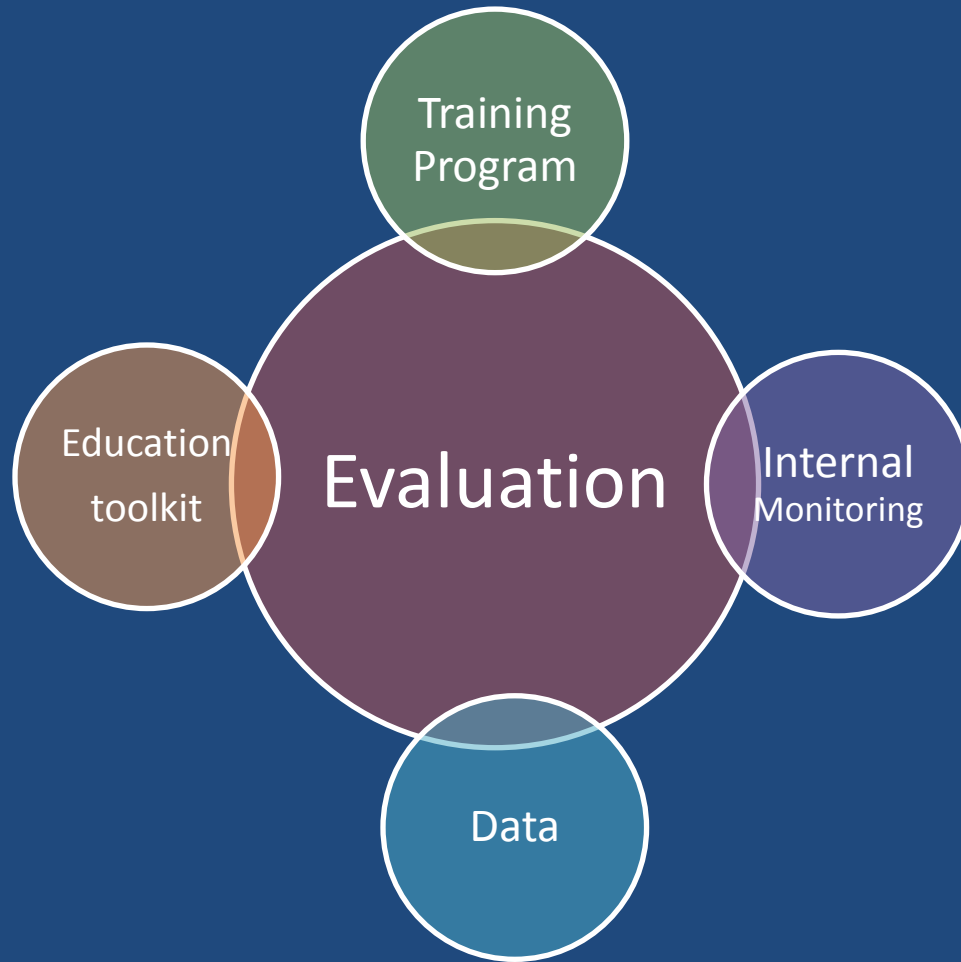 Training
Program
Education
toolkit
Evaluation
Internal
Monitoring
Data